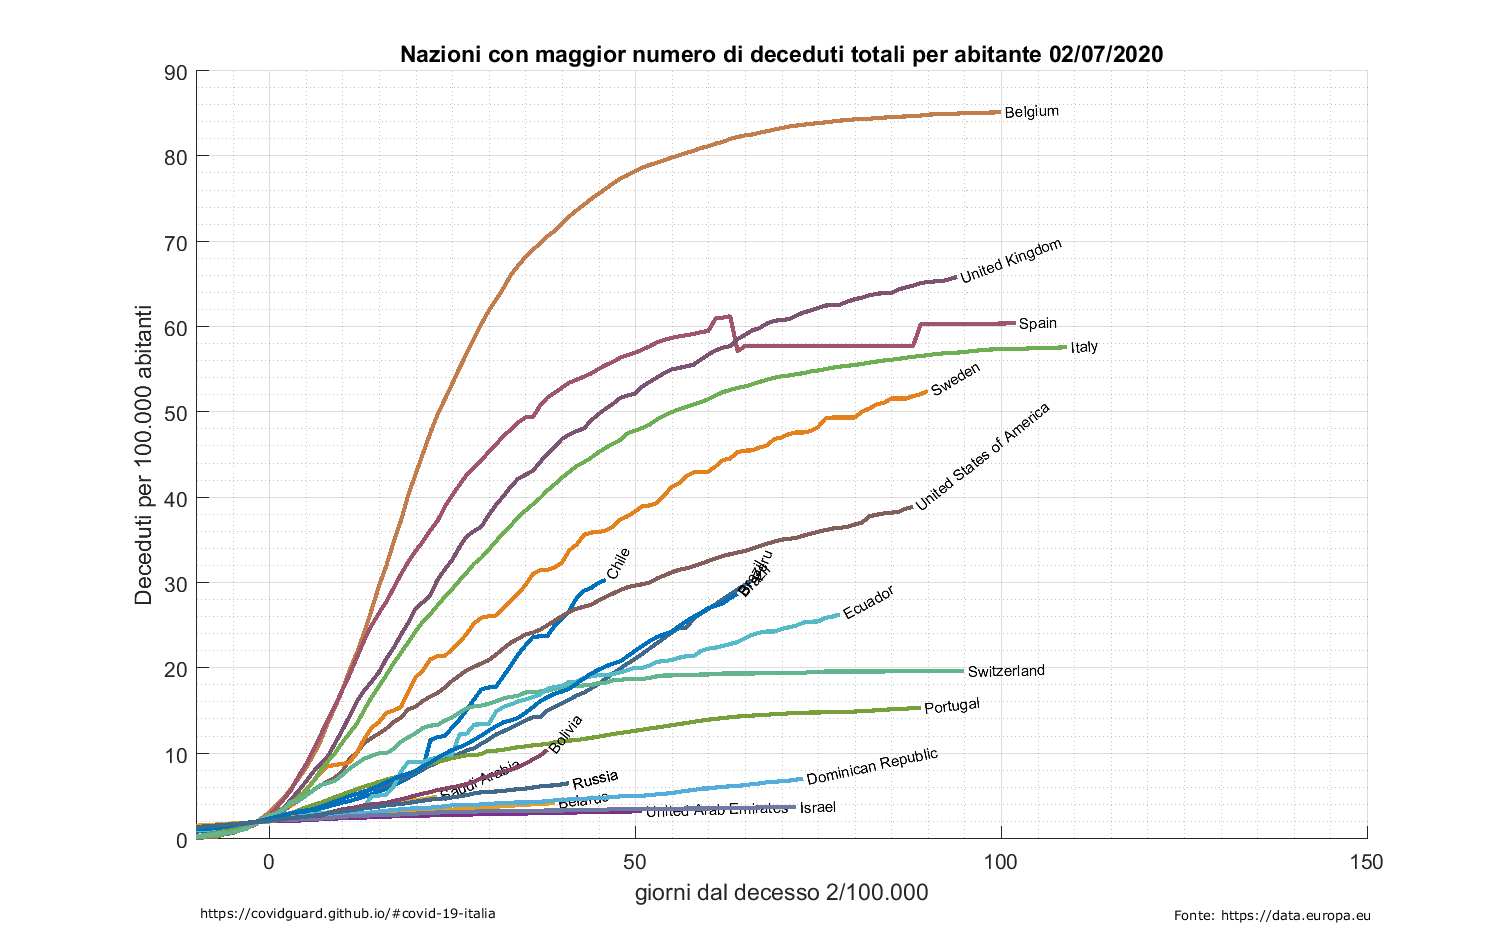 Nazioni con maggior numero di deceduti totali per abitante 02/07/2020
90
80
70
60
50
40
30
20
10
0
Deceduti per 100.000 abitanti
Belgium
United Kingdom
Spain
Italy
Sweden
United States of America
Chile
Brazil
Ecuador
Switzerland
Portugal
Bolivia
Dominican Republic
Saudi Arabia
Russia
Belarus
United Arab Emirates
Israel
0
50
100
150
giorni dal decesso 2/100.000
https://covidguard.github.io/#covid-19-italia
Fonte: https://data.europa.eu